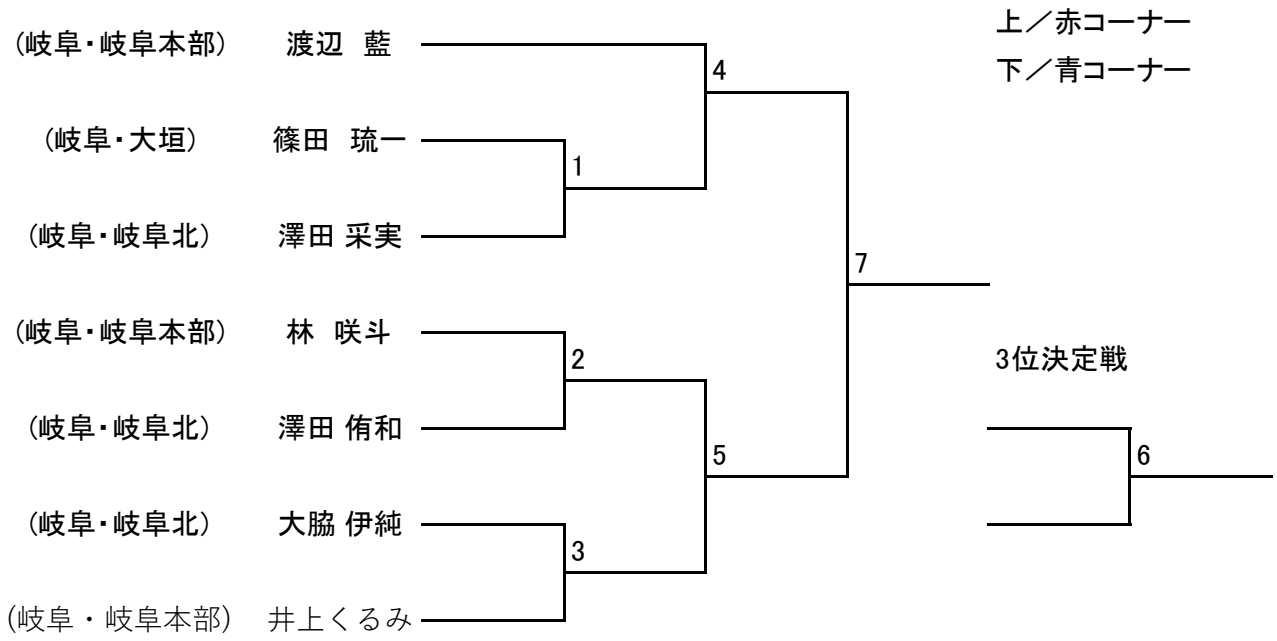 上／赤コーナー
(岐阜・岐阜本部) 渡辺 藍
下／青コーナー
4
(岐阜・大垣) 篠田 琉一
1
(岐阜・岐阜北) 澤田 采実
7
(岐阜・岐阜本部) 林 咲斗
2
3位決定戦
(岐阜・岐阜北) 澤田 侑和
5
6
(岐阜・岐阜北) 大脇 伊純
3
(岐阜・岐阜本部) 井上くるみ